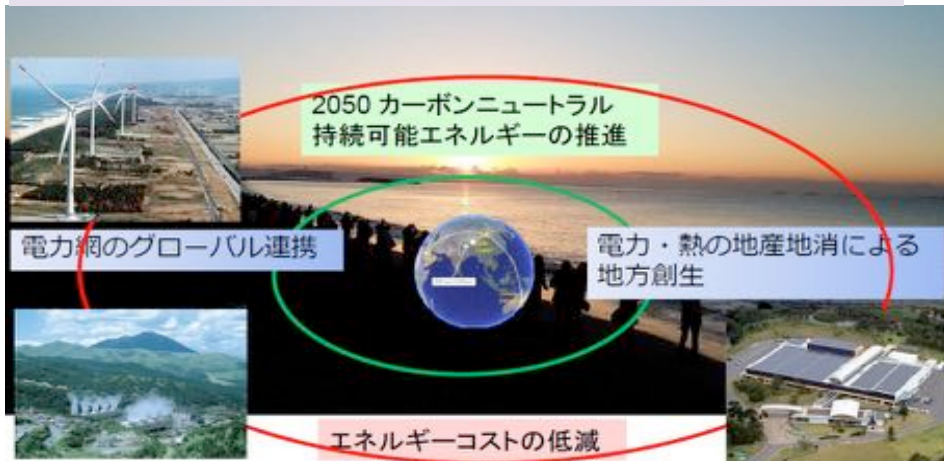 2050 カーボンニュートラル
持続可能エネルギーの推進
電力網のグローバル連携
電力・熱の地産地消による
地方創生
エネルギーコストの低減